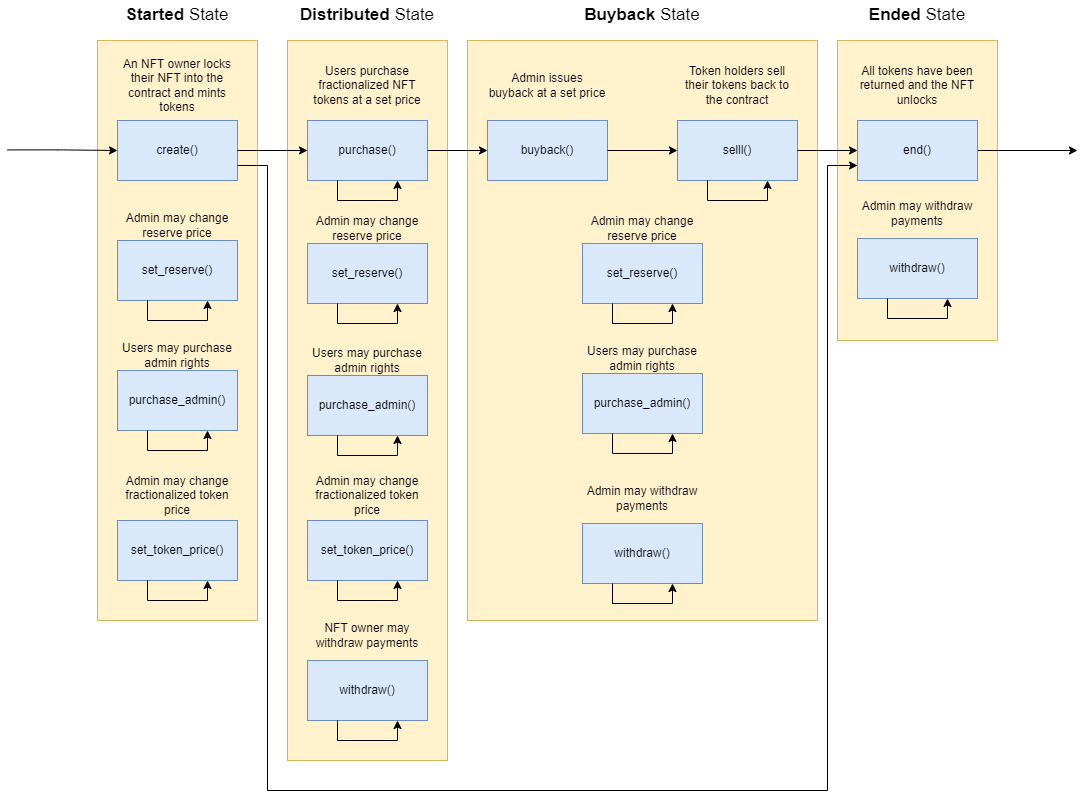 Started State
An NFT owner locks
their NFT into the
contract and mints
tokens
create()
Admin may change
reserve price
set_reserve()
Users may purchase
admin rights
purchase_admin()
Admin may change
fractionalized token
price
set_token_price()
Distributed State
Users purchase
fractionalized NFT
tokens at a set price
purchase()
Admin may change
reserve price
set_reserve()
Users may purchase
admin rights
purchase_admin()
Admin may change
fractionalized token
price
set_token_price()
NFT owner may
withdraw payments
withdraw()
Buyback State
Admin issues
buyback at a set price
buyback()
Token holders sell
their tokens back to
the contract
selll()
Admin may change
reserve price
set_reserve()
Users may purchase
admin rights
purchase_admin()
Admin may withdraw
payments
withdraw()
Ended State
All tokens have been
returned and the NFT
unlocks
end()
Admin may withdraw
payments
withdraw()